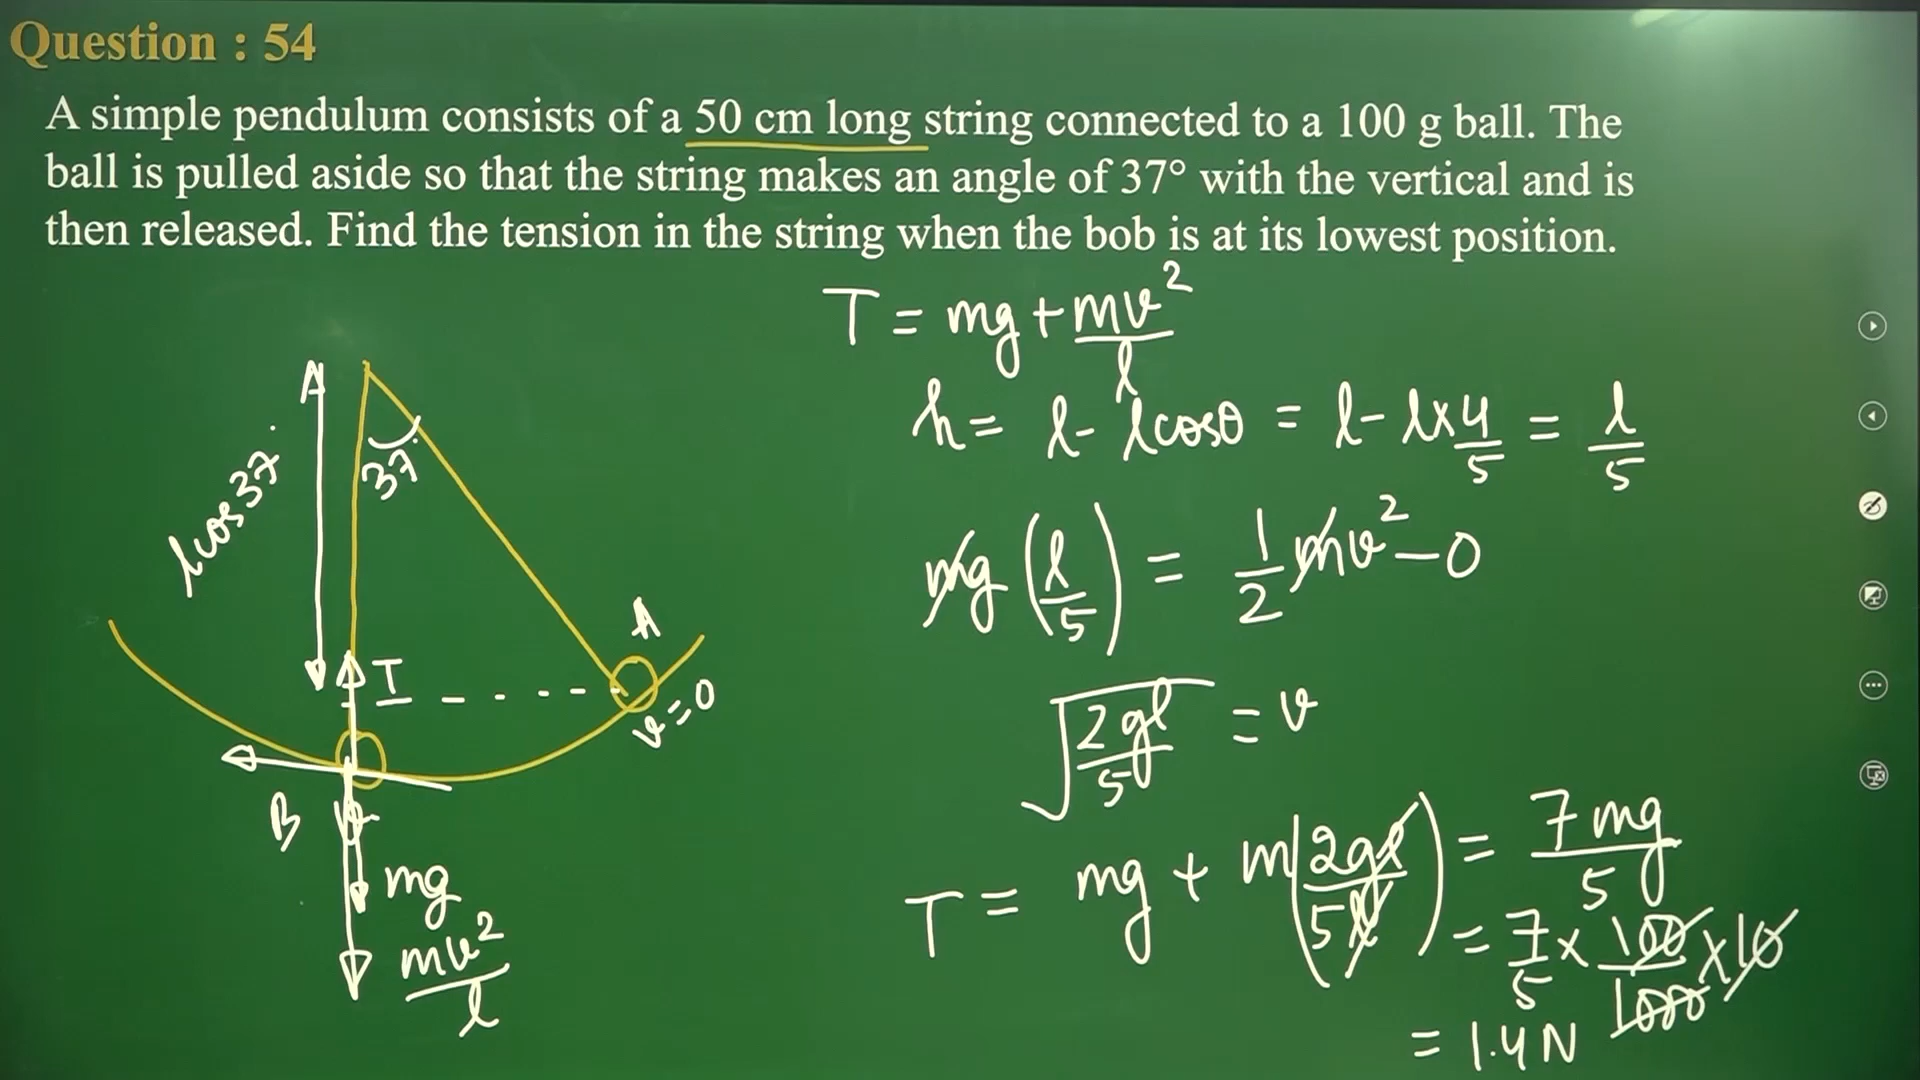 Question : 54
A simple pendulum consists of a 50 cm long string connected to a 100 g ball. The
ball is pulled aside so that the string makes an angle of 37° with the vertical and is
then released. Find the tension in the string when the bob is at its lowest position.
T = mg + mv²/l
h = l - lcosθ = l - l×4/5 = l/5
mg (l/5) = 1/2 mv² - 0
√(2gl/5) = v
T = mg + m(2gl/5l) = 7mg/5
= 7/5 × 100/1000 × 10
= 1.4N
l cos 37
37
A
T
v=0
B
mg
mv²/l